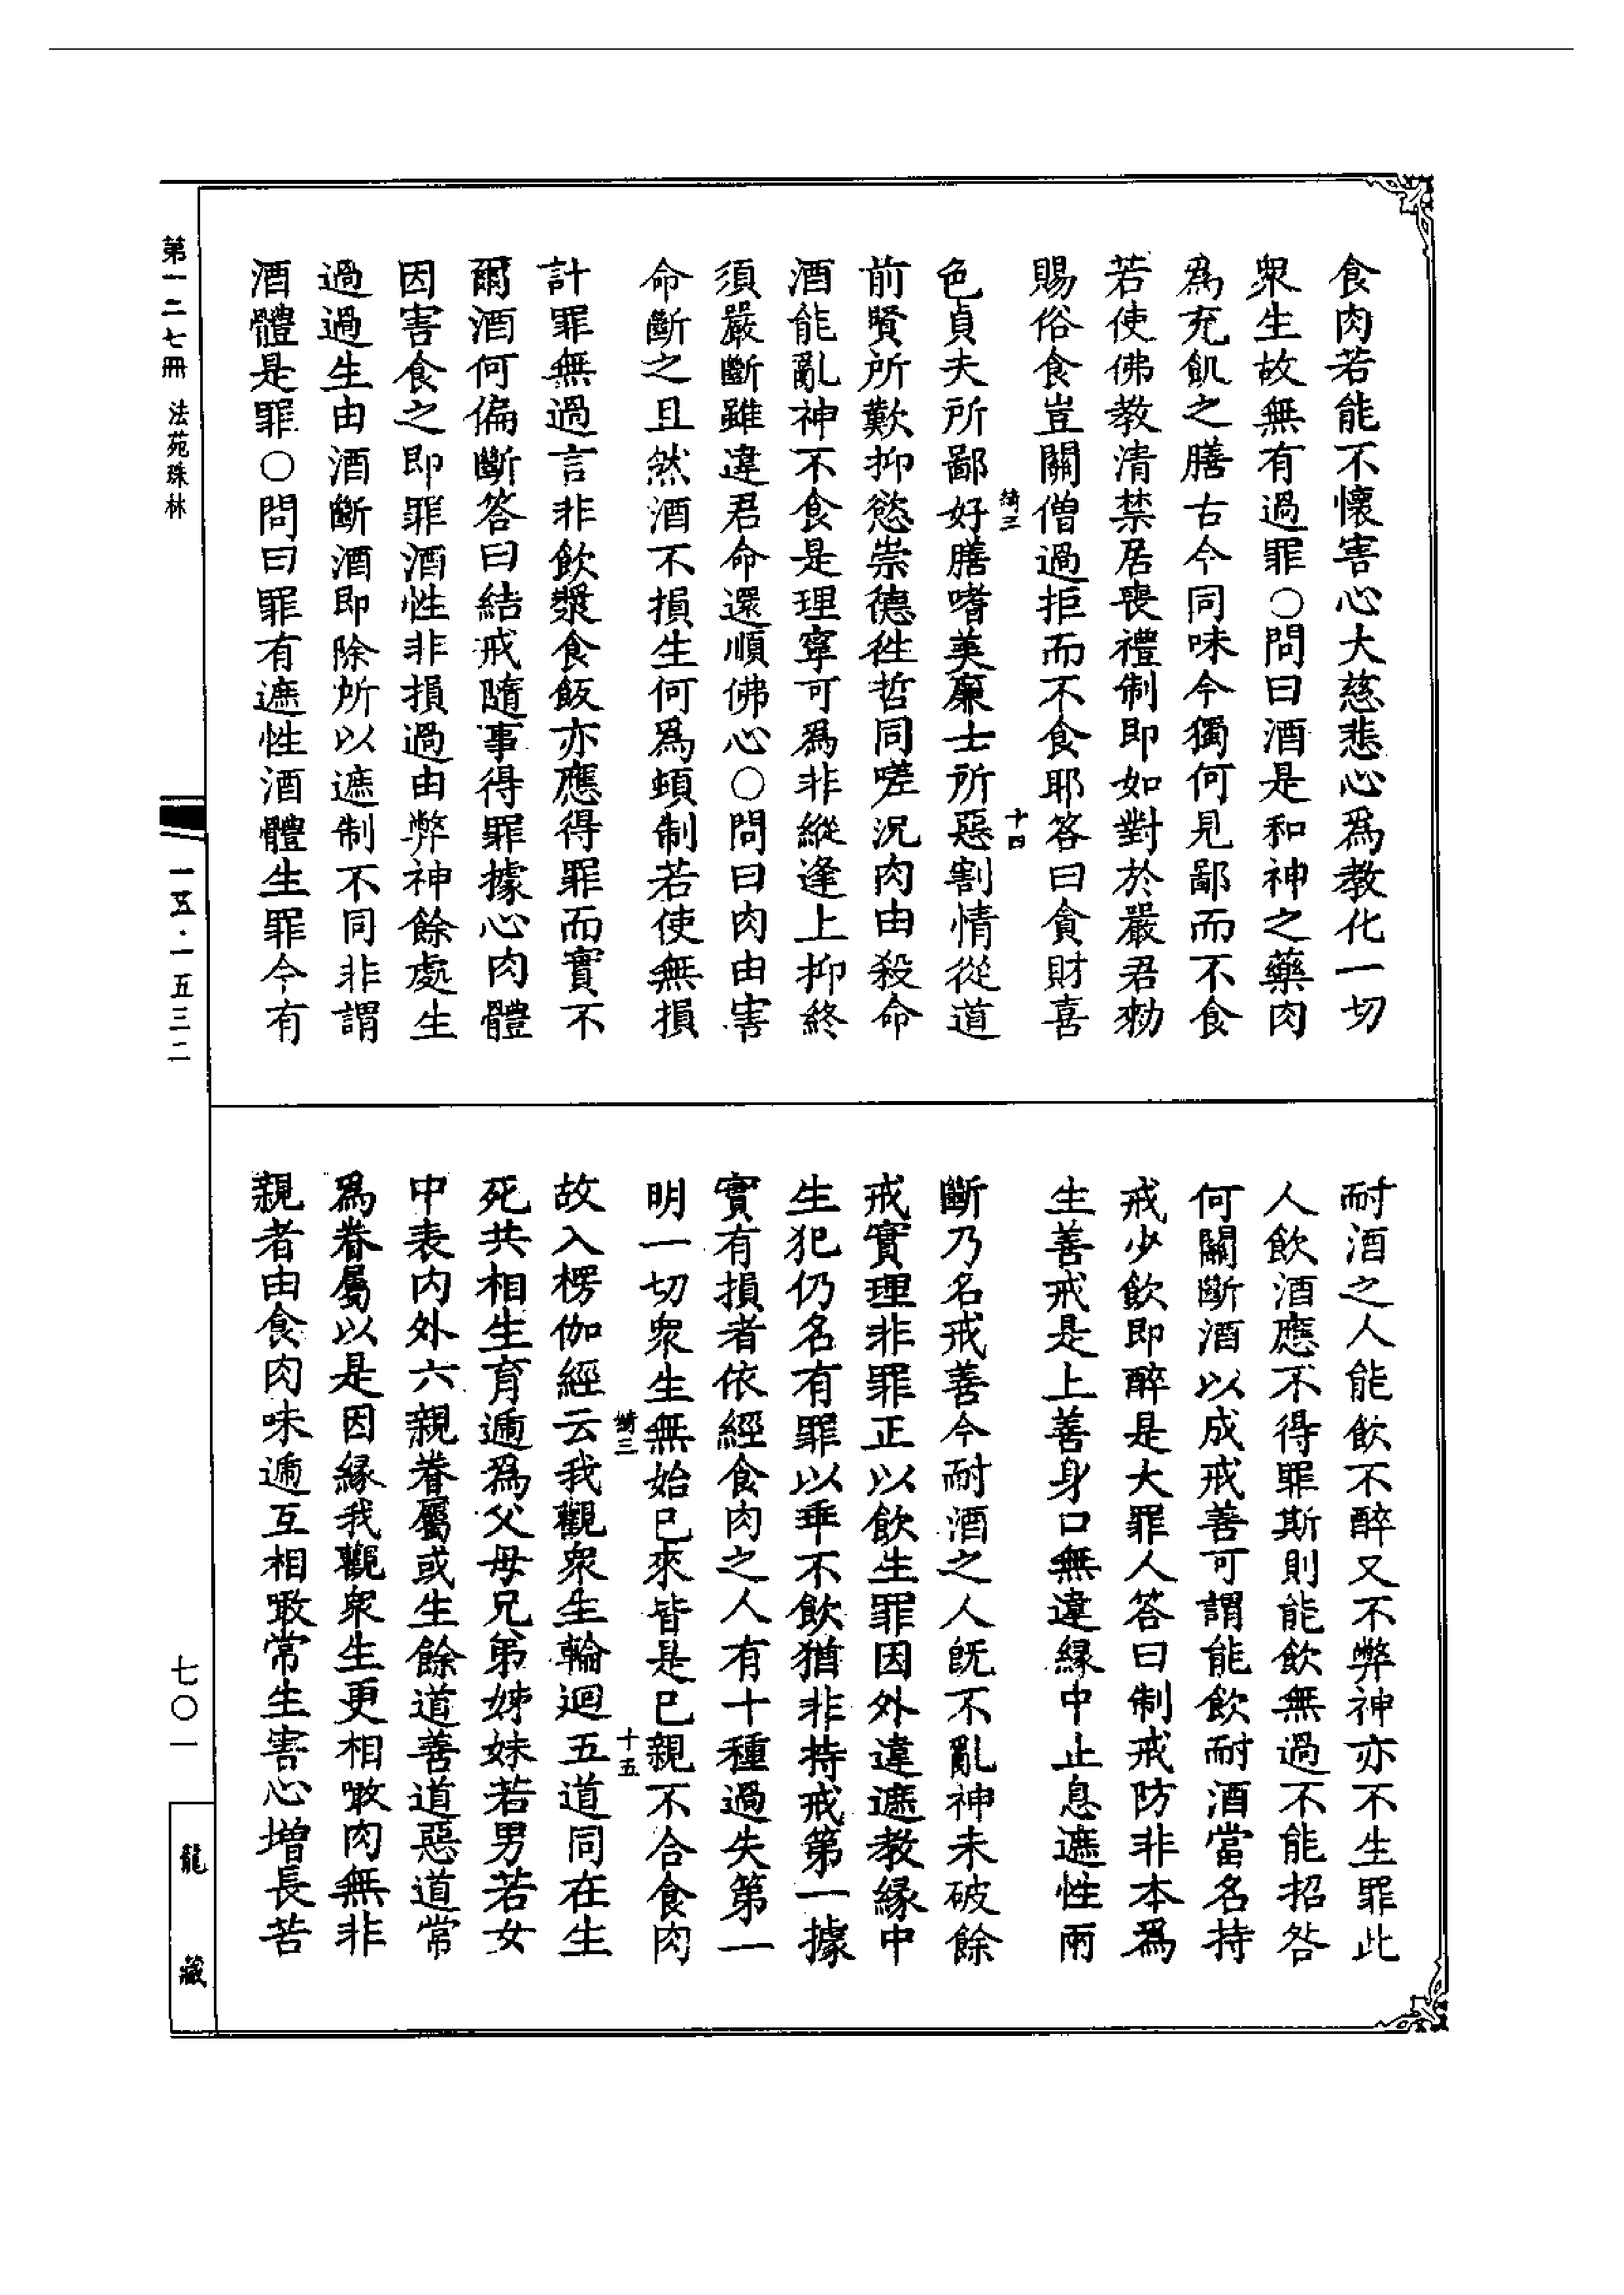 食肉若能不懷害心大慈悲心爲教化一切
衆生故無有過罪〇問曰酒是和神之藥肉
爲充飢之膳古今同味今獨何見鄙而不食
若使佛教清禁居喪禮制即如對於嚴君勑
賜俗食豈關僧過拒而不食耶答曰貪財喜
綺三
十四
色貞夫所鄙好膳嗜美廉士所惡割情從道
前賢所歎抑慾崇德徃哲同嗟況肉由殺命
酒能亂神不食是理寧可爲非縱逢上抑終
須嚴斷雖違君命還順佛心〇問曰肉由害
命斷之且然酒不損生何爲頓制若使無損
計罪無過言非飲漿食飯亦應得罪而實不
爾酒何偏斷答曰結戒隨事得罪據心肉體
因害食之即罪酒性非損過由弊神餘處生
過過生由酒斷酒即除所以遮制不同非謂
酒體是罪〇問曰罪有遮性酒體生罪今有
耐酒之人能飲不醉又不弊神亦不生罪此
人飲酒應不得罪斯則能飲無過不能招咎
何關斷酒以成戒善可謂能飲耐酒當名持
戒少飲即醉是大罪人答曰制戒防非本爲
生善戒是上善身口無違緣中止息遮性兩
斷乃名戒善今耐酒之人既不亂神未破餘
戒實理非罪正以飲生罪因外違遮教緣中
生犯仍名有罪以乖不飲猶非持戒第一據
實有損者依經食肉之人有十種過失第一
明一切衆生無始已來皆是已親不合食肉
綺三
十五
故入楞伽經云我觀衆生輪迴五道同在生
死共相生育遞爲父母兄弟姊妹若男若女
中表内外六親眷屬或生餘道善道惡道常
爲眷屬以是因緣我觀衆生更相噉肉無非
親者由食肉味遞互相噉常生害心增長苦
第一二七冊 法苑珠林
一五·一五三二
七〇一
龍藏